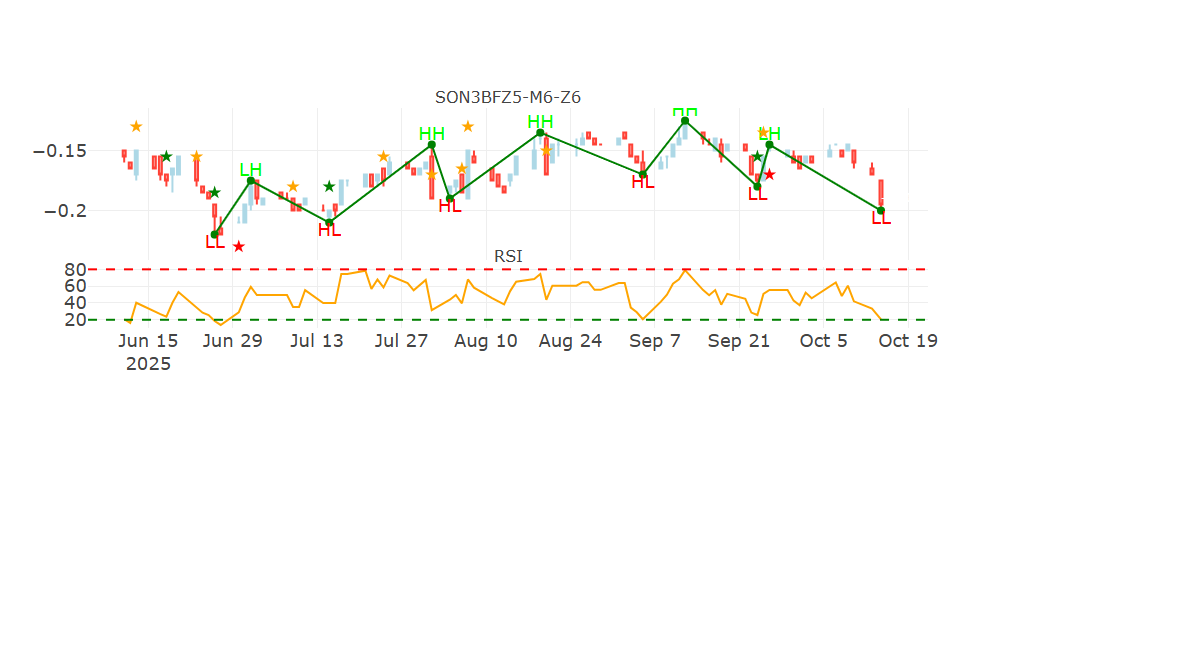 SON3BFZ5-M6-Z6
HH
HH
HH
LH
LH
−0.15
HL
HL
LL
HL
−0.2
LL
HL
LL
RSI
80
60
40
20
Jun 15
2025
Jun 29
Jul 13
Jul 27
Aug 10
Aug 24
Sep 7
Sep 21
Oct 5
Oct 19